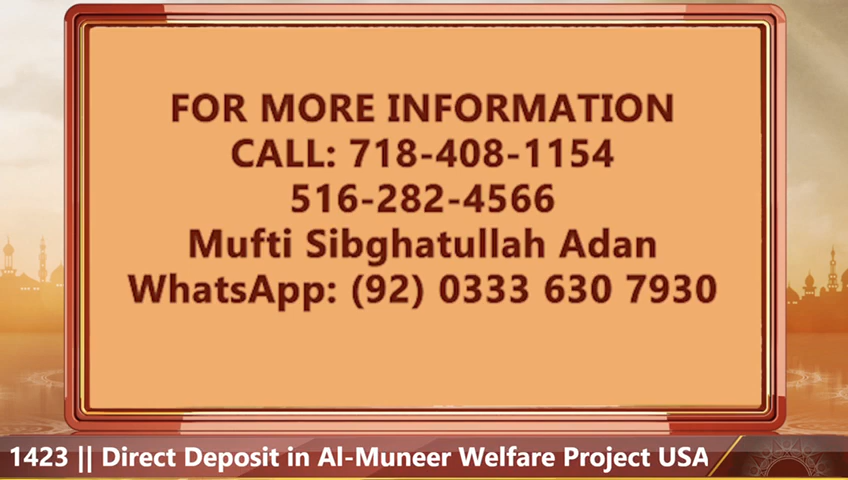 FOR MORE INFORMATION
CALL: 718-408-1154
516-282-4566
Mufti Sibghatullah Adan
WhatsApp: (92) 0333 630 7930
1423 || Direct Deposit in Al-Muneer Welfare Project USA